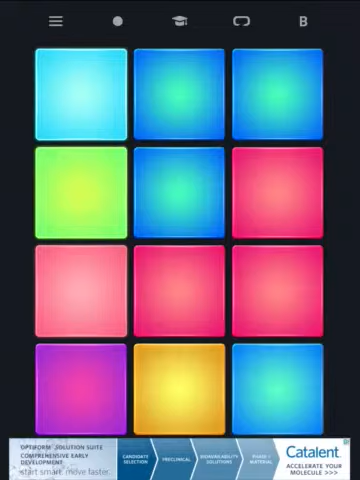 B
OPTIFORM SOLUTION SUITE
COMPREHENSIVE EARLY
DEVELOPMENT
start smart. move faster.
CANDIDATE
SELECTION
PRECLINICAL
BIOAVAILABILITY
SOLUTIONS
PHASE I
MATERIAL
Catalent
ACCELERATE YOUR
MOLECULE >>>